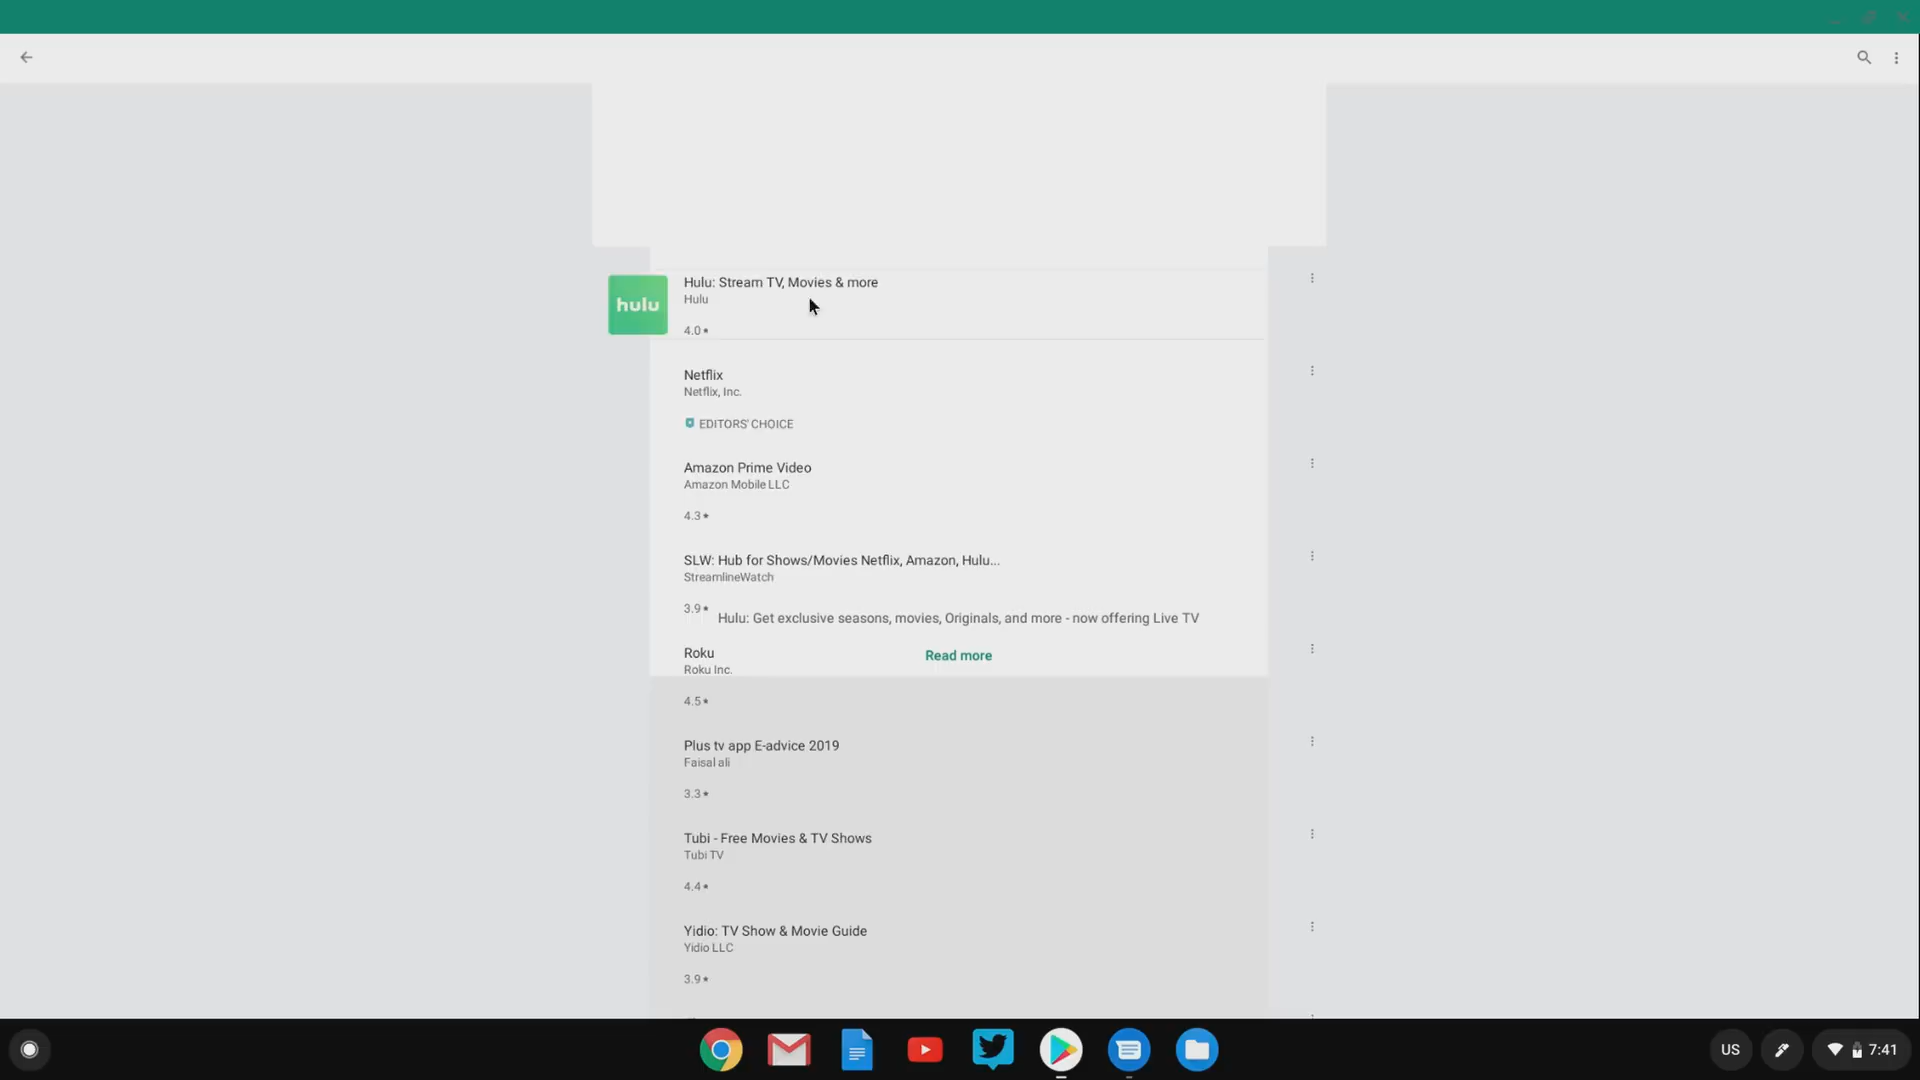 Hulu: Stream TV, Movies & more
hulu
Hulu
4.0★
Netflix
Netflix, Inc.
EDITORS' CHOICE
Amazon Prime Video
Amazon Mobile LLC
4.3★
SLW: Hub for Shows/Movies Netflix, Amazon, Hulu...
StreamlineWatch
3.9★
Hulu: Get exclusive seasons, movies, Originals, and more - now offering Live TV
Roku
Read more
Roku Inc.
4.5★
Plus tv app E-advice 2019
Faisal ali
3.3★
Tubi - Free Movies & TV Shows
Tubi TV
4.4★
Yidio: TV Show & Movie Guide
Yidio LLC
3.9★
US
7:41